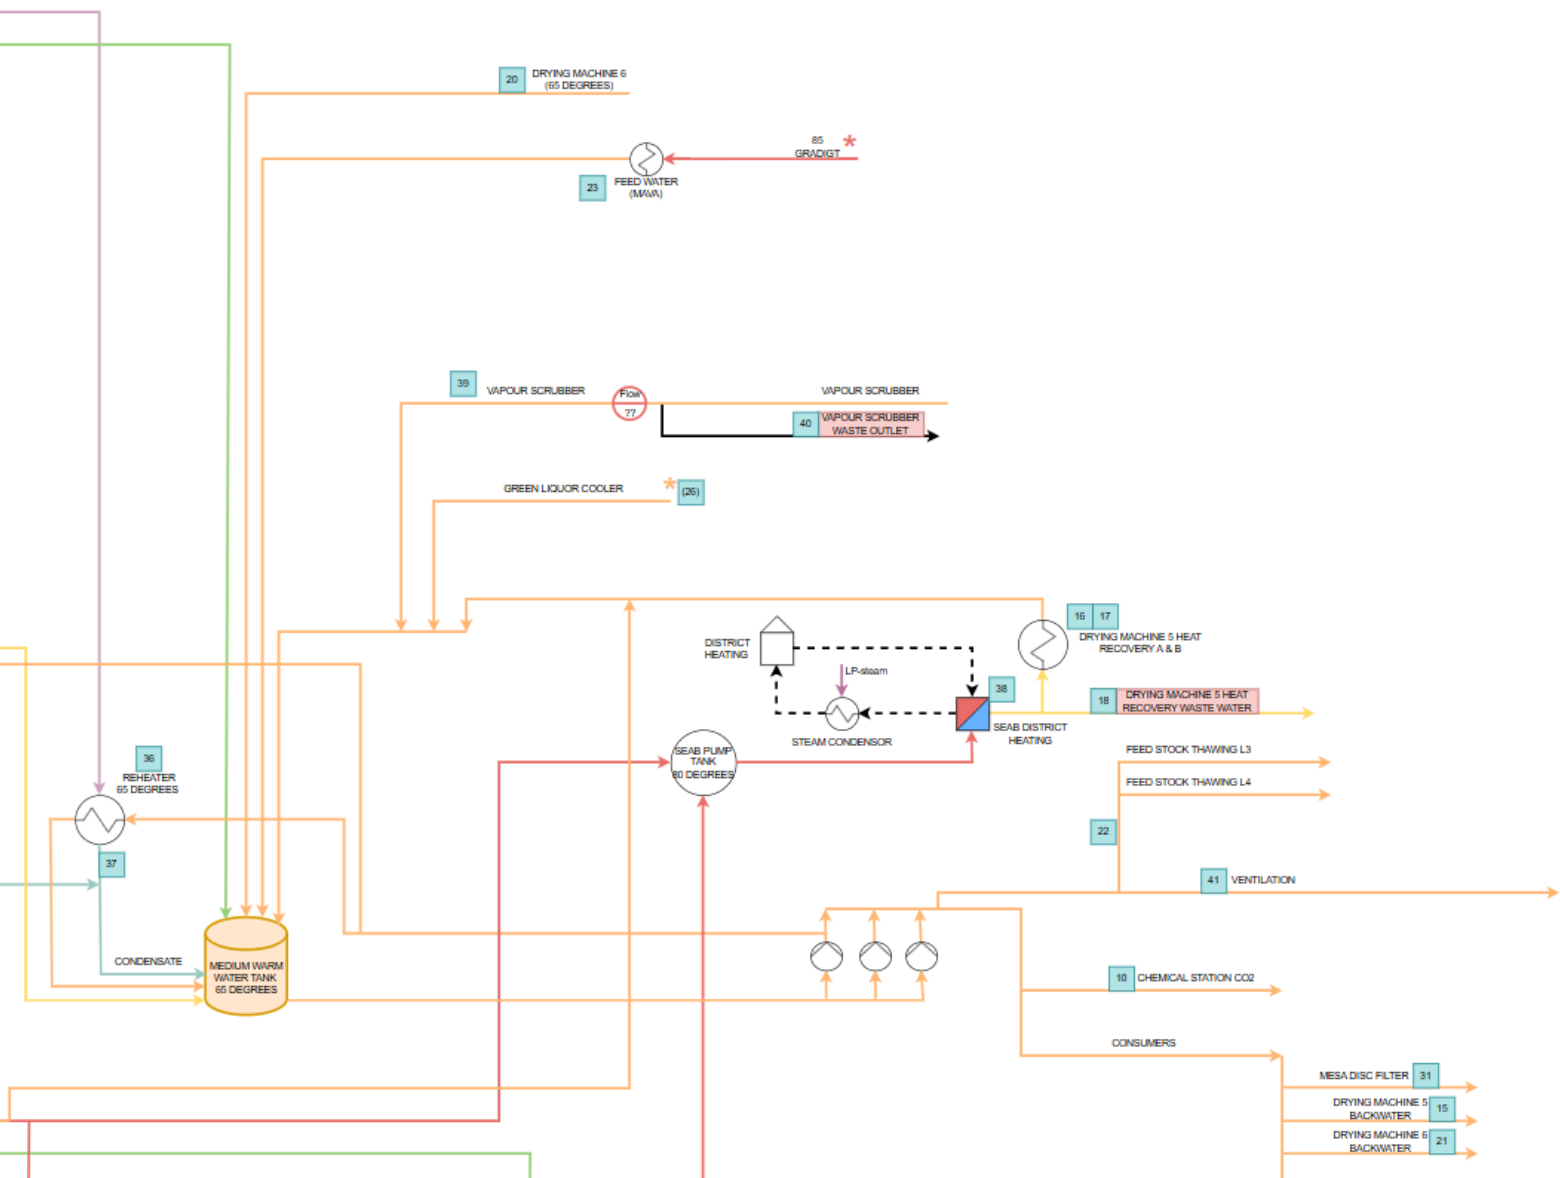 20
DRYING MACHINE 6
(65 DEGREES)
85
GRADIGT *
23
FEED WATER
(MAVA)
39
VAPOUR SCRUBBER
Flow
??
VAPOUR SCRUBBER
40
VAPOUR SCRUBBER
WASTE OUTLET
GREEN LIQUOR COOLER
* (26)
16 17
DRYING MACHINE 5 HEAT
RECOVERY A & B
DISTRICT
HEATING
LP-steam
STEAM CONDENSOR
38
SEAB DISTRICT
HEATING
18
DRYING MACHINE 5 HEAT
RECOVERY WASTE WATER
SEAB PUMP
TANK
80 DEGREES
FEED STOCK THAWING L3
FEED STOCK THAWING L4
22
36
REHEATER
65 DEGREES
37
41 VENTILATION
CONDENSATE
MEDIUM WARM
WATER TANK
65 DEGREES
10 CHEMICAL STATION CO2
CONSUMERS
MESA DISC FILTER 31
DRYING MACHINE 5
BACKWATER
15
DRYING MACHINE 6
BACKWATER
21